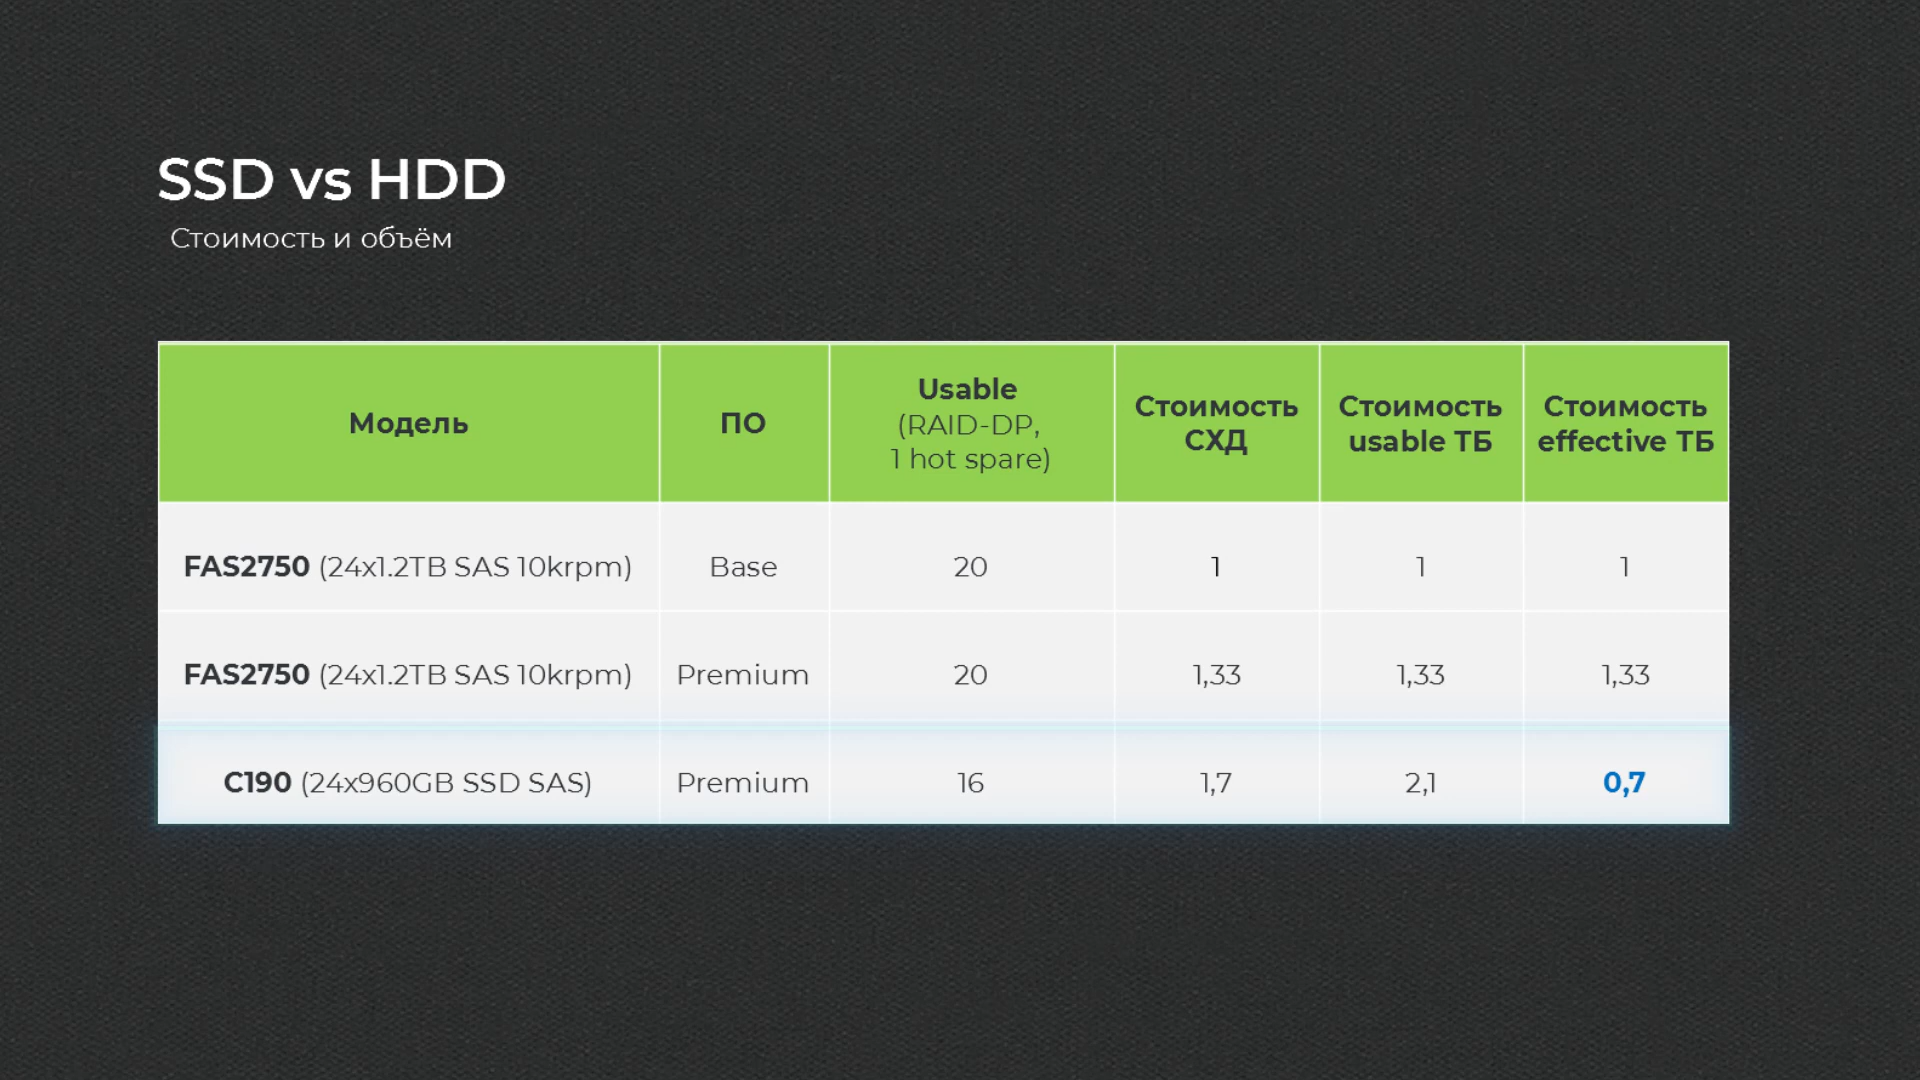 SSD vs HDD
Стоимость и объём
Модель
ПО
Usable
(RAID-DP,
1 hot spare)
Стоимость
СХД
Стоимость
usable ТБ
Стоимость
effective ТБ
FAS2750 (24x1.2TB SAS 10krpm) Base 20 1 1 1
FAS2750 (24x1.2TB SAS 10krpm) Premium 20 1,33 1,33 1,33
C190 (24x960GB SSD SAS) Premium 16 1,7 2,1 0,7